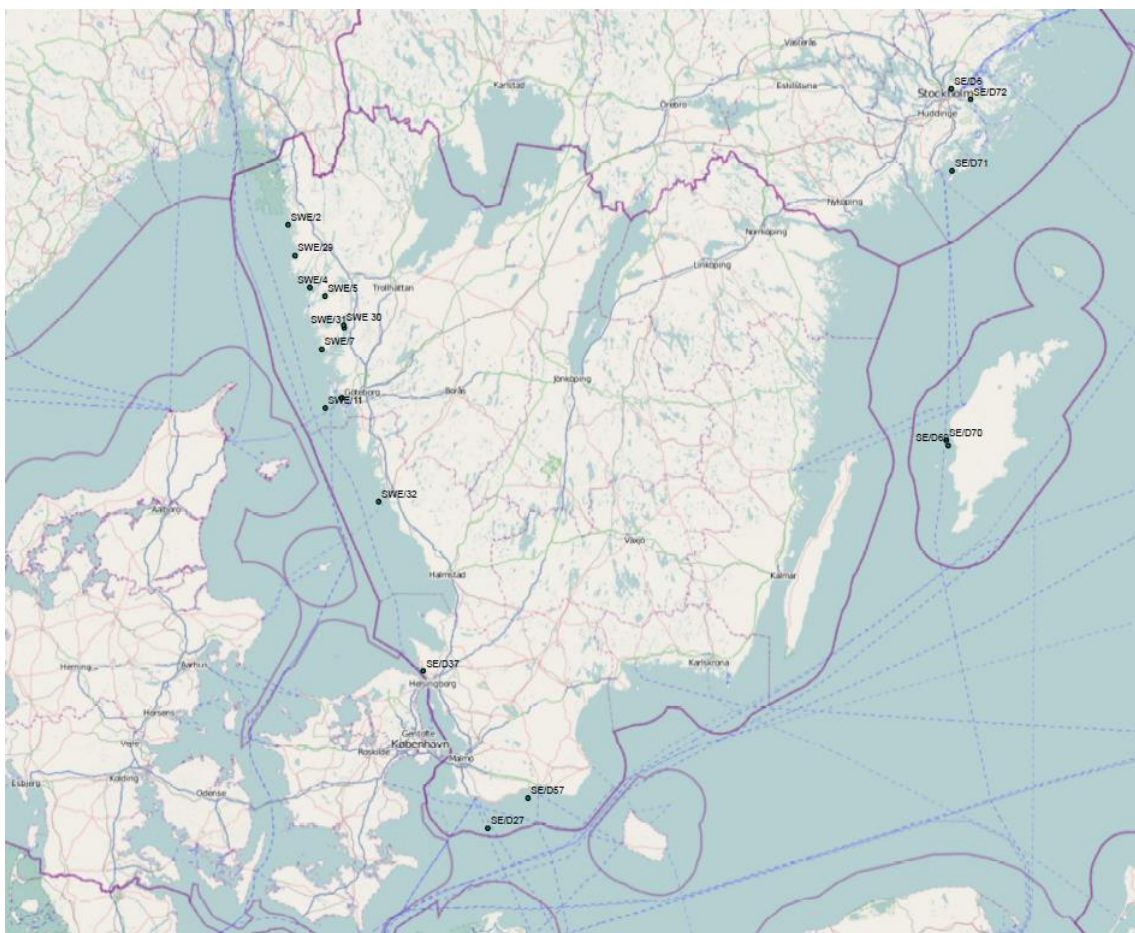 Västerås
Karlstad
Eskilstuna
SE/D6
Örebro
Stockholm
SE/D72
Huddinge
SE/D71
Nyköping
SWE/2
Norrköping
SWE/29
Linköping
SWE/4
Trollhättan
SWE/5
SWE/31
SWE 30
SWE/7
Jönköping
Göteborg
Borås
SWE/11
SE/D70
SWE/32
Aalborg
Växjö
Halmstad
Kalmar
Karlskrona
Herning
Aarhus
SE/D37
Helsingborg
Horsens
Gentofte
København
Vejle
Roskilde
Malmö
Kolding
Esbjerg
Odense
SE/D57
SE/D27